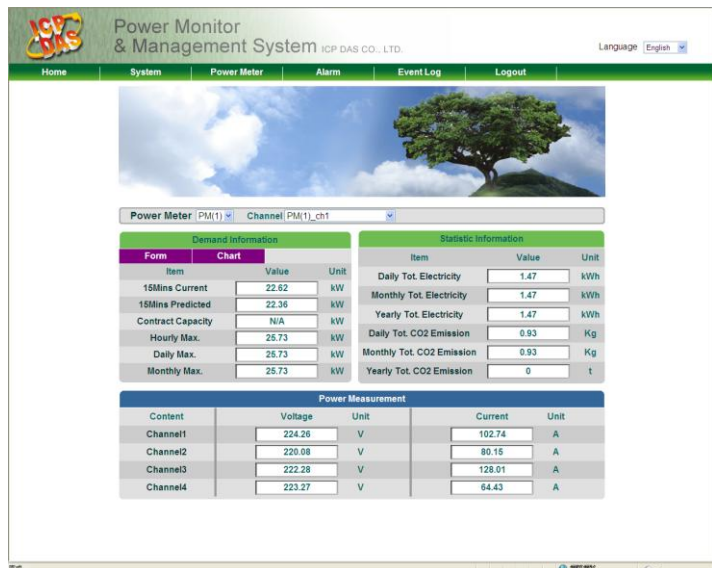 ICP
DAS
Power Monitor
& Management System ICP DAS CO., LTD.
Language English
Home System Power Meter Alarm Event Log Logout
Power Meter PM(1) Channel PM(1)_ch1
Demand Information
Form Chart
Item Value Unit
15Mins Current 22.62 kW
15Mins Predicted 22.36 kW
Contract Capacity N/A kW
Hourly Max. 25.73 kW
Daily Max. 25.73 kW
Monthly Max. 25.73 kW
Statistic Information
Item Value Unit
Daily Tot. Electricity 1.47 kWh
Monthly Tot. Electricity 1.47 kWh
Yearly Tot. Electricity 1.47 kWh
Daily Tot. CO2 Emission 0.93 Kg
Monthly Tot. CO2 Emission 0.93 Kg
Yearly Tot. CO2 Emission 0 t
Power Measurement
Content Voltage Unit Current Unit
Channel1 224.26 V 102.74 A
Channel2 220.08 V 80.15 A
Channel3 222.28 V 128.01 A
Channel4 223.27 V 64.43 A